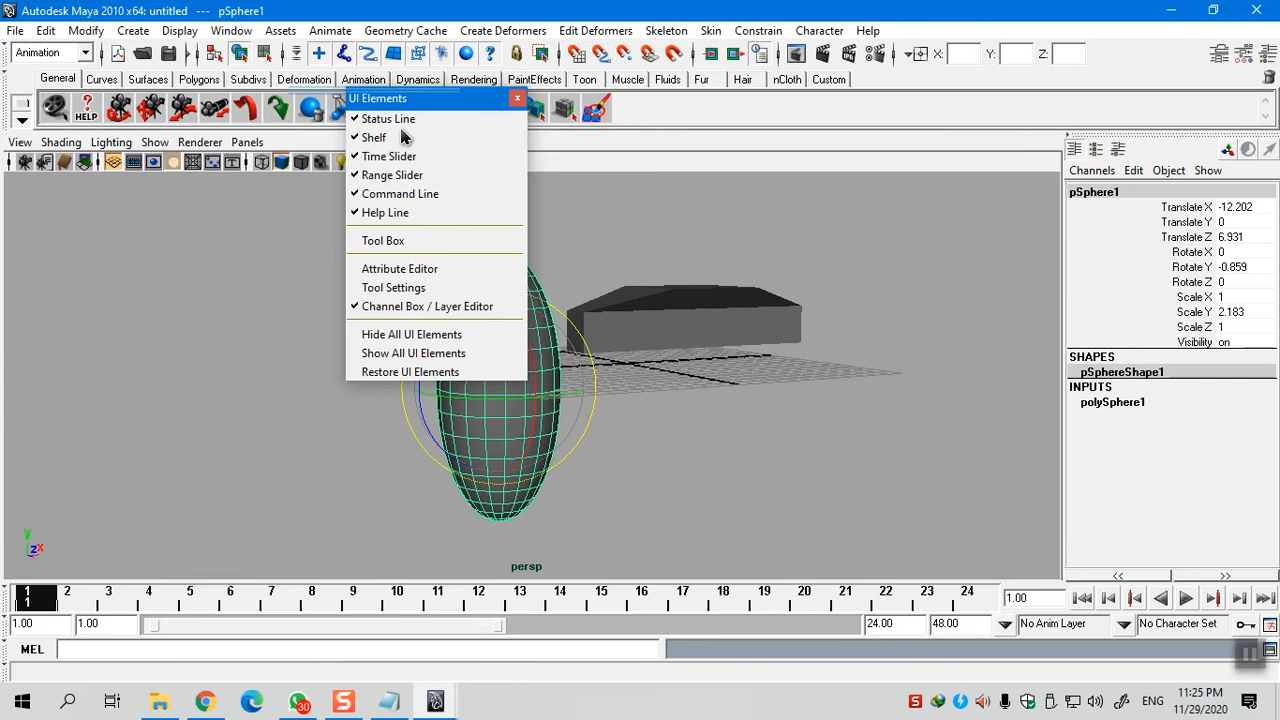 Autodesk Maya 2010 x64: untitled --- pSphere1
File Edit Modify Create Display Window Assets Animate Geometry Cache Create Deformers Edit Deformers Skeleton Skin Constrain Character Help
Animation X: Y: Z:
General Curves Surfaces Polygons Subdivs Deformation Animation Dynamics Rendering PaintEffects Toon Muscle Fluids Fur Hair nCloth Custom
HELP
UI Elements
Status Line
Shelf
Time Slider
Range Slider
Command Line
Help Line
Tool Box
Attribute Editor
Tool Settings
Channel Box / Layer Editor
Hide All UI Elements
Show All UI Elements
Restore UI Elements
View Shading Lighting Show Renderer Panels
Channels Edit Object Show
pSphere1
Translate X -12.202
Translate Y 0
Translate Z 6.931
Rotate X 0
Rotate Y -0.859
Rotate Z 0
Scale X 1
Scale Y 2.183
Scale Z 1
Visibility on
SHAPES
pSphereShape1
INPUTS
polySphere1
y
z x
persp
<< >>
1 2 3 4 5 6 7 8 9 10 11 12 13 14 15 16 17 18 19 20 21 22 23 24
1 1.00
1.00 1.00 24.00 48.00 No Anim Layer No Character Set
MEL
30 S S ENG 11:25 PM
11/29/2020